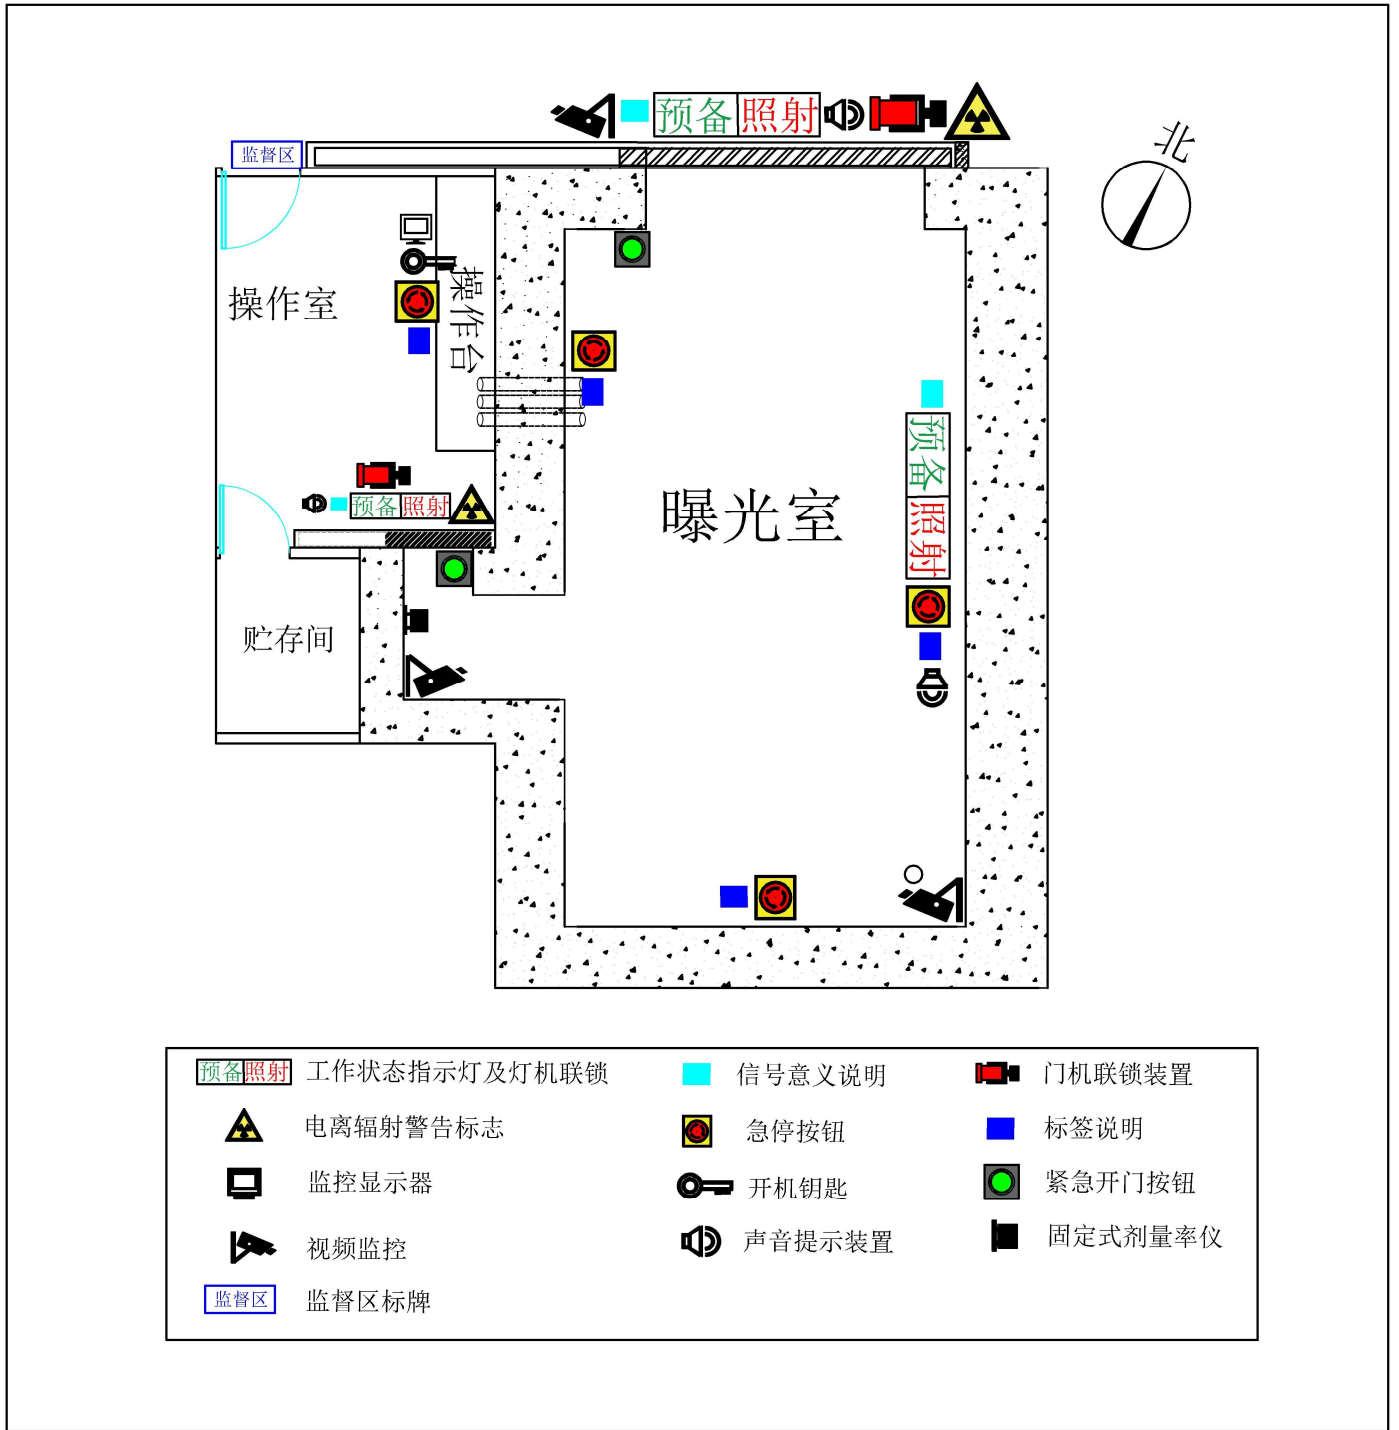 预备 照射
北
监督区
操作室
操作台
预备 照射
预备 照射
曝光室
贮存间
预备 照射 工作状态指示灯及灯机联锁
信号意义说明
门机联锁装置
电离辐射警告标志
急停按钮
标签说明
监控显示器
开机钥匙
紧急开门按钮
视频监控
声音提示装置
固定式剂量率仪
监督区 监督区标牌